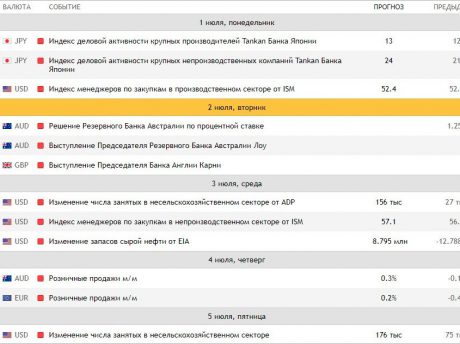 ВАЛЮТА СОБЫТИЕ ПРОГНОЗ ПРЕДЫД
1 июля, понедельник
JPY Индекс деловой активности крупных производителей Tankan Банка Японии 13 12
JPY Индекс деловой активности крупных непроизводственных компаний Tankan Банка 24 21
Японии
USD Индекс менеджеров по закупкам в производственном секторе от ISM 52.4 52.
2 июля, вторник
AUD Решение Резервного Банка Австралии по процентной ставке 1.25
AUD Выступление Председателя Резервного Банка Австралии Лоу
GBP Выступление Председателя Банка Англии Карни
3 июля, среда
USD Изменение числа занятых в несельскохозяйственном секторе от ADP 156 тыс 27 т
USD Индекс менеджеров по закупкам в непроизводственном секторе от ISM 57.1 56.
USD Изменение запасов сырой нефти от EIA 8.795 млн -12.788
4 июля, четверг
AUD Розничные продажи м/м 0.3% -0.1
EUR Розничные продажи м/м 0.2% -0.4
5 июля, пятница
USD Изменение числа занятых в несельскохозяйственном секторе 176 тыс 75 т